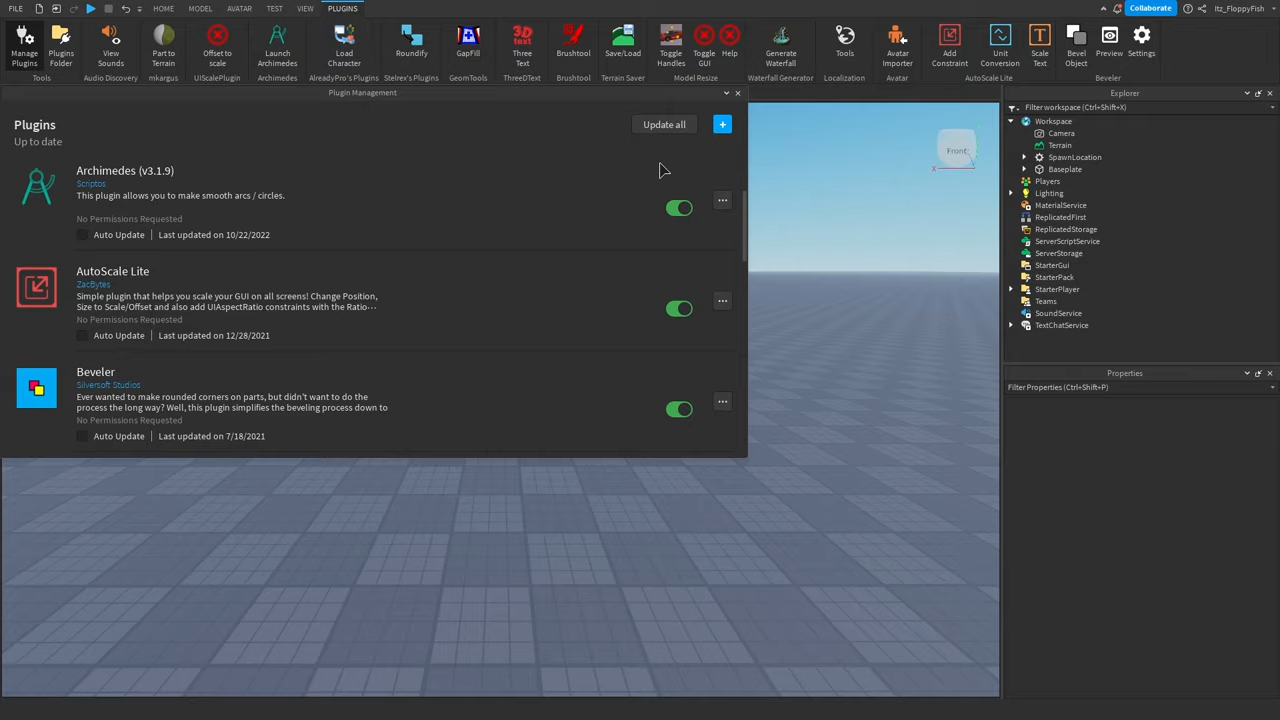 FILE
HOME
MODEL
AVATAR
TEST
VIEW
PLUGINS
Collaborate
Itz_FloppyFish
Manage Plugins
Plugins Folder
View Sounds
Part to Terrain
Offset to scale
Launch Archimedes
Load Character
Roundify
GapFill
3D text
Three Text
Brushtool
Save/Load
Toggle Handles
Toggle GUI
Help
Generate Waterfall
Tools
Avatar Importer
Add Constraint
Unit Conversion
Scale Text
Bevel Object
Preview
Settings
Tools
Audio Discovery
mkargus
UIScalePlugin
Archimedes
AlreadyPro's Plugins
Stelrex's Plugins
GeomTools
ThreeDText
Brushtool
Terrain Saver
Model Resize
Waterfall Generator
Localization
Avatar
AutoScale Lite
Beveler
Plugin Management
Plugins
Up to date
Update all
+
Archimedes (v3.1.9)
Scriptos
This plugin allows you to make smooth arcs / circles.
No Permissions Requested
Auto Update | Last updated on 10/22/2022
AutoScale Lite
ZacBytes
Simple plugin that helps you scale your GUI on all screens! Change Position,
Size to Scale/Offset and also add UIAspectRatio constraints with the Ratio...
No Permissions Requested
Auto Update | Last updated on 12/28/2021
Beveler
Silversoft Studios
Ever wanted to make rounded corners on parts, but didn't want to do the
process the long way? Well, this plugin simplifies the beveling process down to
No Permissions Requested
Auto Update | Last updated on 7/18/2021
Front
X
Explorer
Filter workspace (Ctrl+Shift+X)
Workspace
Camera
Terrain
SpawnLocation
Baseplate
Players
Lighting
MaterialService
ReplicatedFirst
ReplicatedStorage
ServerScriptService
ServerStorage
StarterGui
StarterPack
StarterPlayer
Teams
SoundService
TextChatService
Properties
Filter Properties (Ctrl+Shift+P)